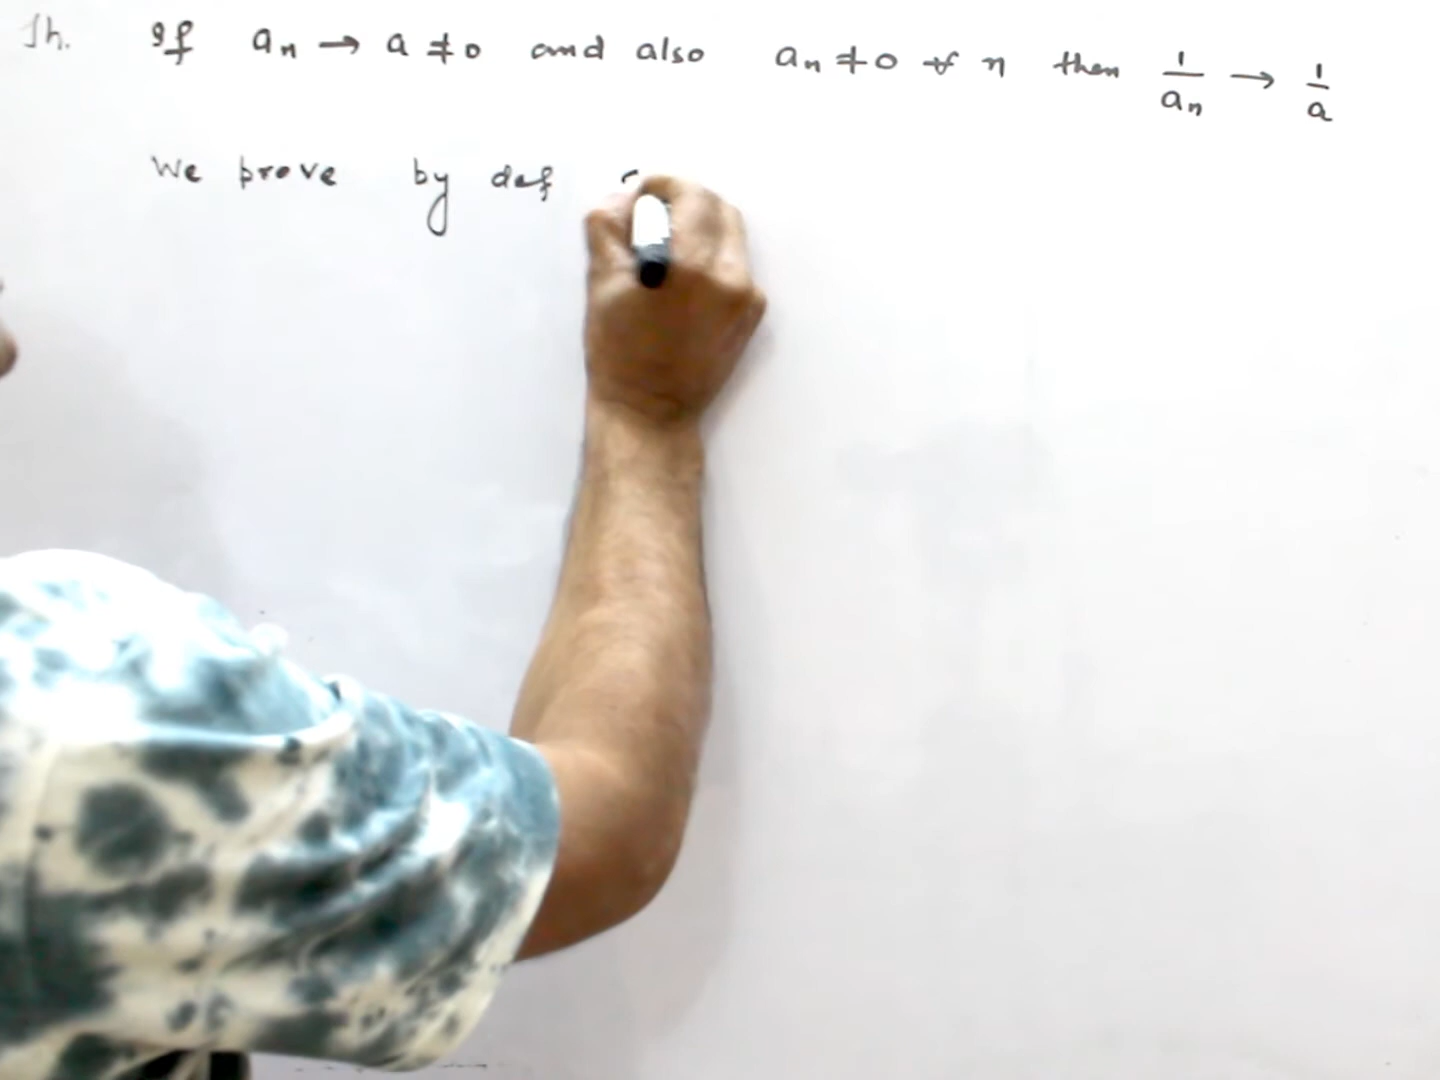 Th. If aₙ → a ≠ 0 and also aₙ ≠ 0 ∀ n then 1/aₙ → 1/a
We prove by def